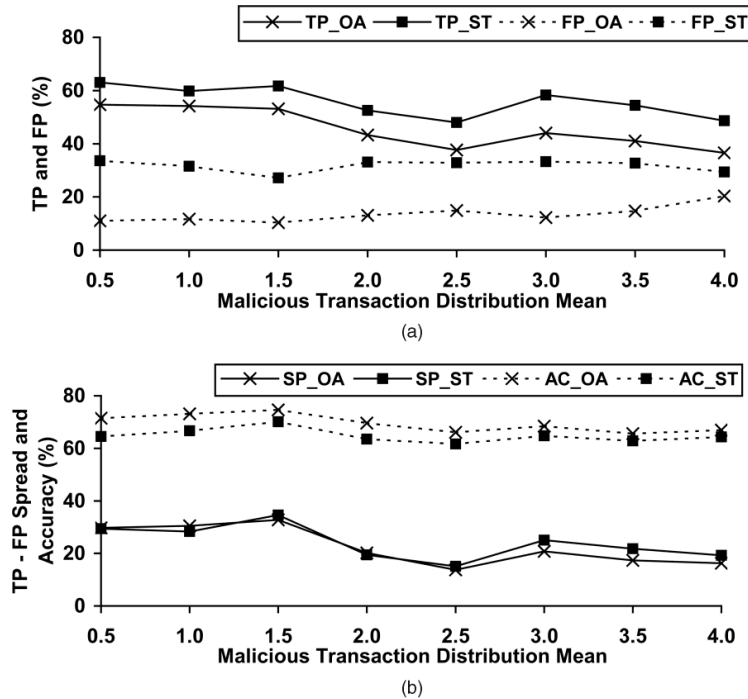 TP_OA TP_ST FP_OA FP_ST
80
60
40
20
0
TP and FP (%)
0.5 1.0 1.5 2.0 2.5 3.0 3.5 4.0
Malicious Transaction Distribution Mean
(a)
SP_OA SP_ST AC_OA AC_ST
80
60
40
20
0
TP - FP Spread and
Accuracy (%)
0.5 1.0 1.5 2.0 2.5 3.0 3.5 4.0
Malicious Transaction Distribution Mean
(b)